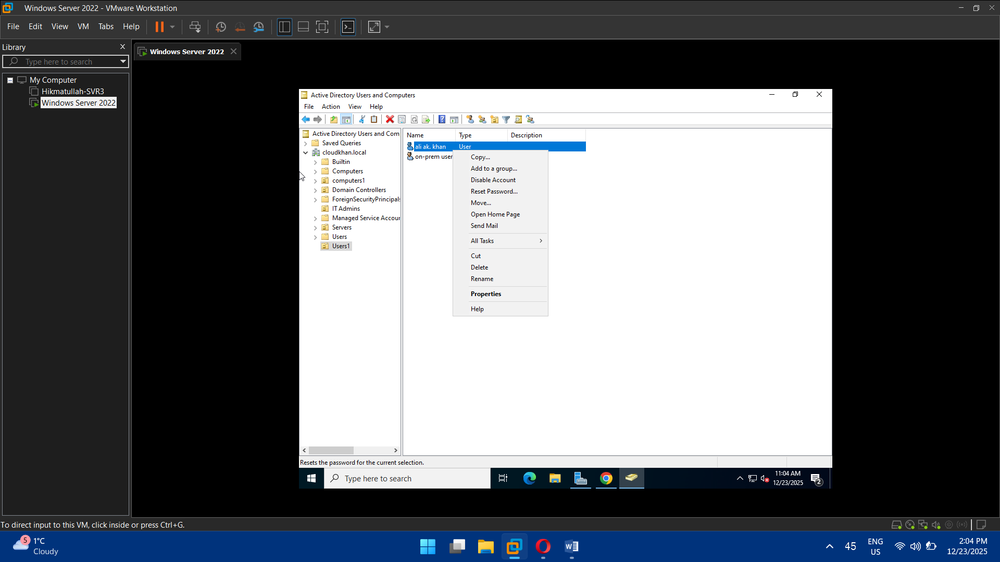 Windows Server 2022 - VMware Workstation
File Edit View VM Tabs Help
Library
Type here to search
My Computer
Hikmatullah-SVR3
Windows Server 2022
Windows Server 2022
Active Directory Users and Computers
File Action View Help
Active Directory Users and Com
Saved Queries
cloudkhan.local
Builtin
Computers
computers1
Domain Controllers
ForeignSecurityPrincipals
IT Admins
Managed Service Accour
Servers
Users
Users1
Name Type Description
ali ak. khan User
on-prem user
Copy...
Add to a group...
Disable Account
Reset Password...
Move...
Open Home Page
Send Mail
All Tasks
Cut
Delete
Rename
Properties
Help
Resets the password for the current selection.
Type here to search
11:04 AM
12/23/2025
2
To direct input to this VM, click inside or press Ctrl+G.
5
1°C
Cloudy
45
ENG
US
2:04 PM
12/23/2025